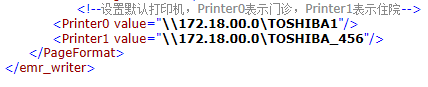 <!--设置默认打印机，Printer0表示门诊，Printer1表示住院-->
<Printer0 value="\\172.18.00.0\TOSHIBA1"/>
<Printer1 value="\\172.18.00.0\TOSHIBA_456"/>
</PageFormat>
</emr_writer>